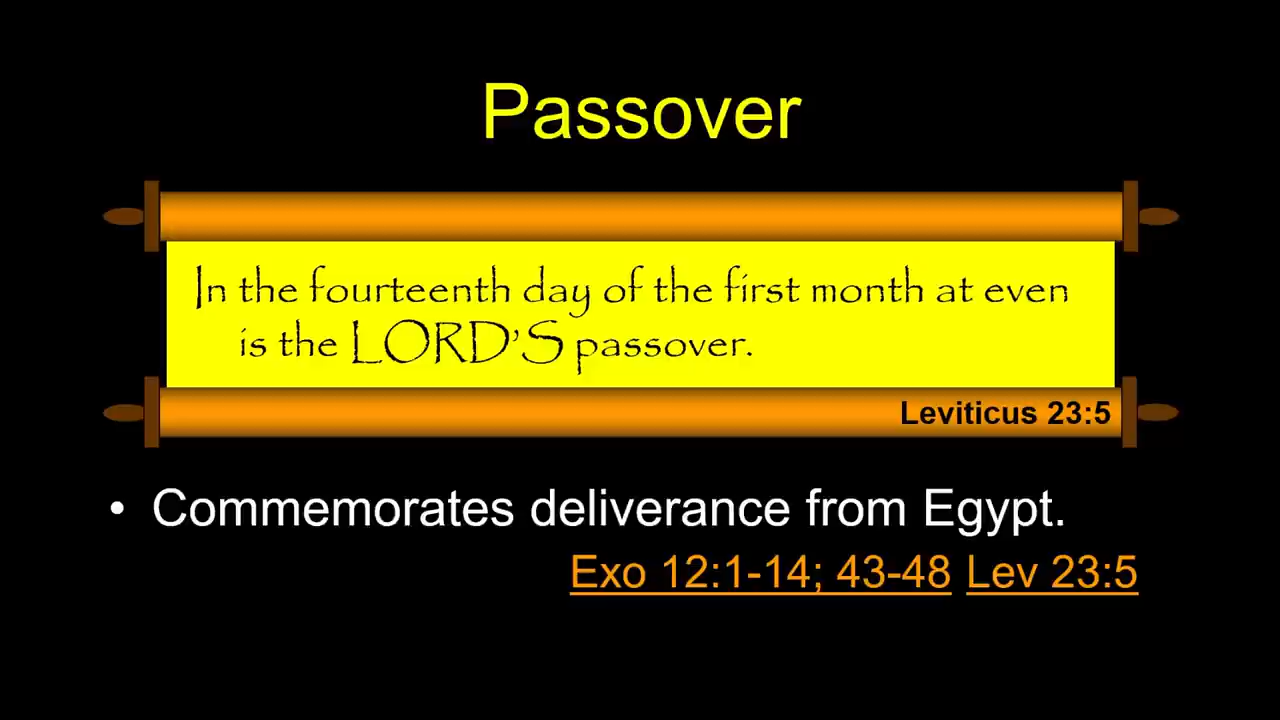 Passover
In the fourteenth day of the first month at even
is the LORD’S passover.
Leviticus 23:5
• Commemorates deliverance from Egypt.
Exo 12:1-14; 43-48 Lev 23:5